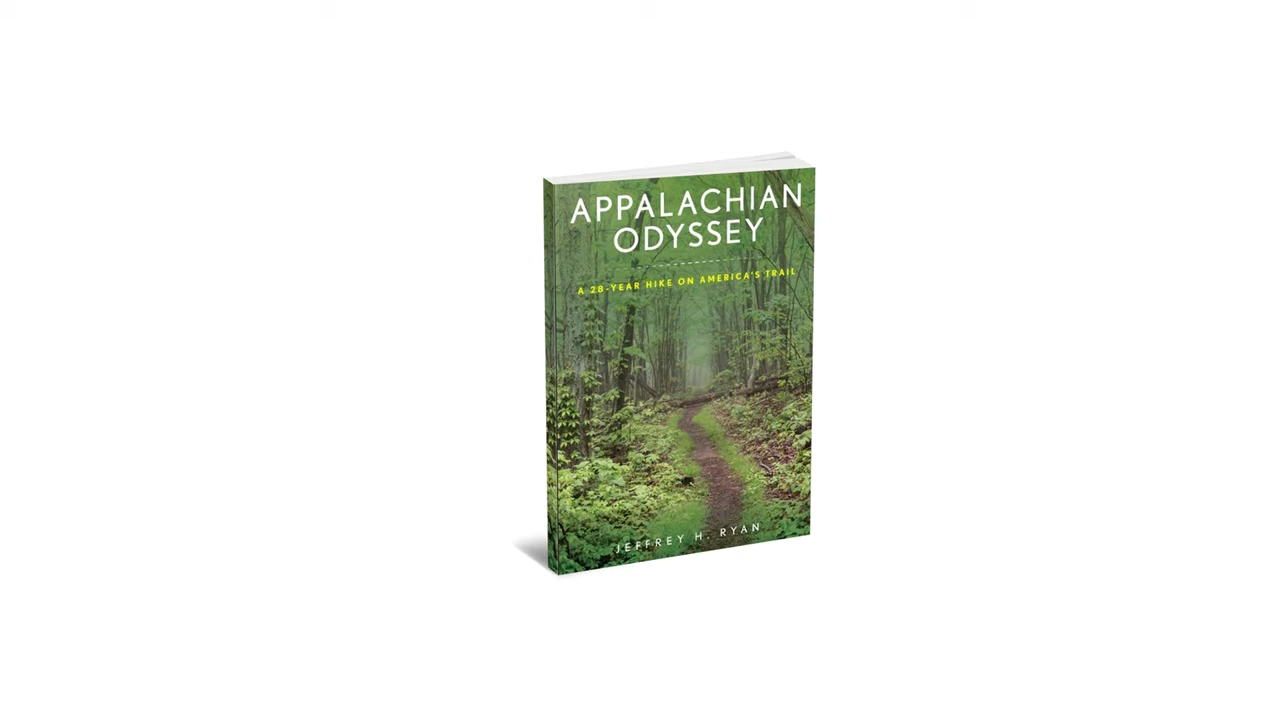 APPALACHIAN
ODYSSEY
A 28-YEAR HIKE ON AMERICA'S TRAIL
JEFFREY H. RYAN